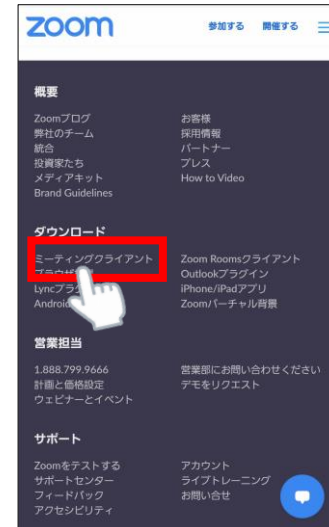 zoom
参加する 開催する
概要
Zoomブログ お客様
弊社のチーム 採用情報
統合 パートナー
投資家たち プレス
メディアキット How to Video
Brand Guidelines
ダウンロード
ミーティングクライアント Zoom Roomsクライアント
Outlookプラグイン
Lyncプラグ iPhone/iPadアプリ
Android Zoomバーチャル背景
営業担当
1.888.799.9666 営業部にお問い合わせください
計画と価格設定 デモをリクエスト
ウェビナーとイベント
サポート
Zoomをテストする アカウント
サポートセンター ライブトレーニング
フィードバック お問い合せ
アクセシビリティ